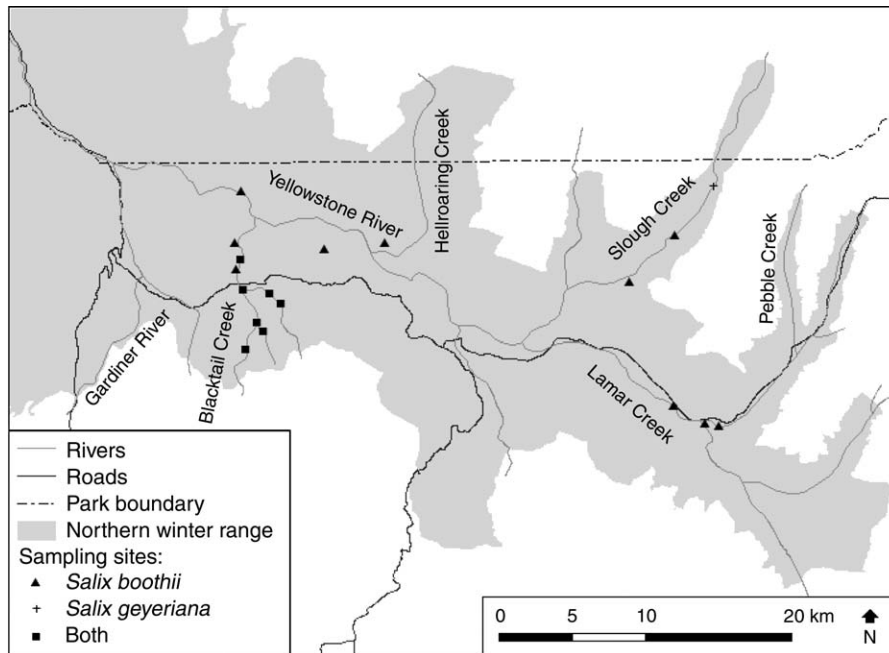 Hellroaring Creek
Yellowstone River
Slough Creek
Pebble Creek
Gardiner River
Blacktail Creek
Lamar Creek
Rivers
Roads
Park boundary
Northern winter range
Sampling sites:
Salix boothii
Salix geyeriana
Both
0 5 10 20 km
N